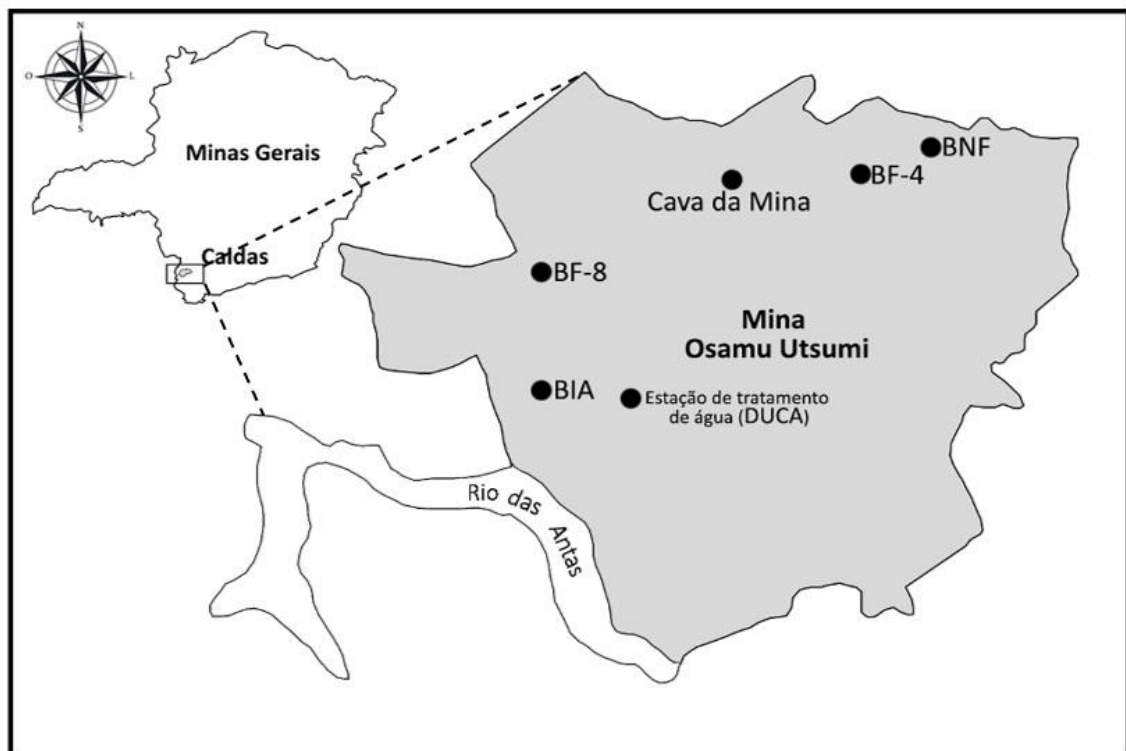 N
O
L
S
Minas Gerais
Caldas
BNF
BF-4
Cava da Mina
BF-8
Mina
Osamu Utsumi
BIA
Estação de tratamento
de água (DUCA)
Rio das Antas